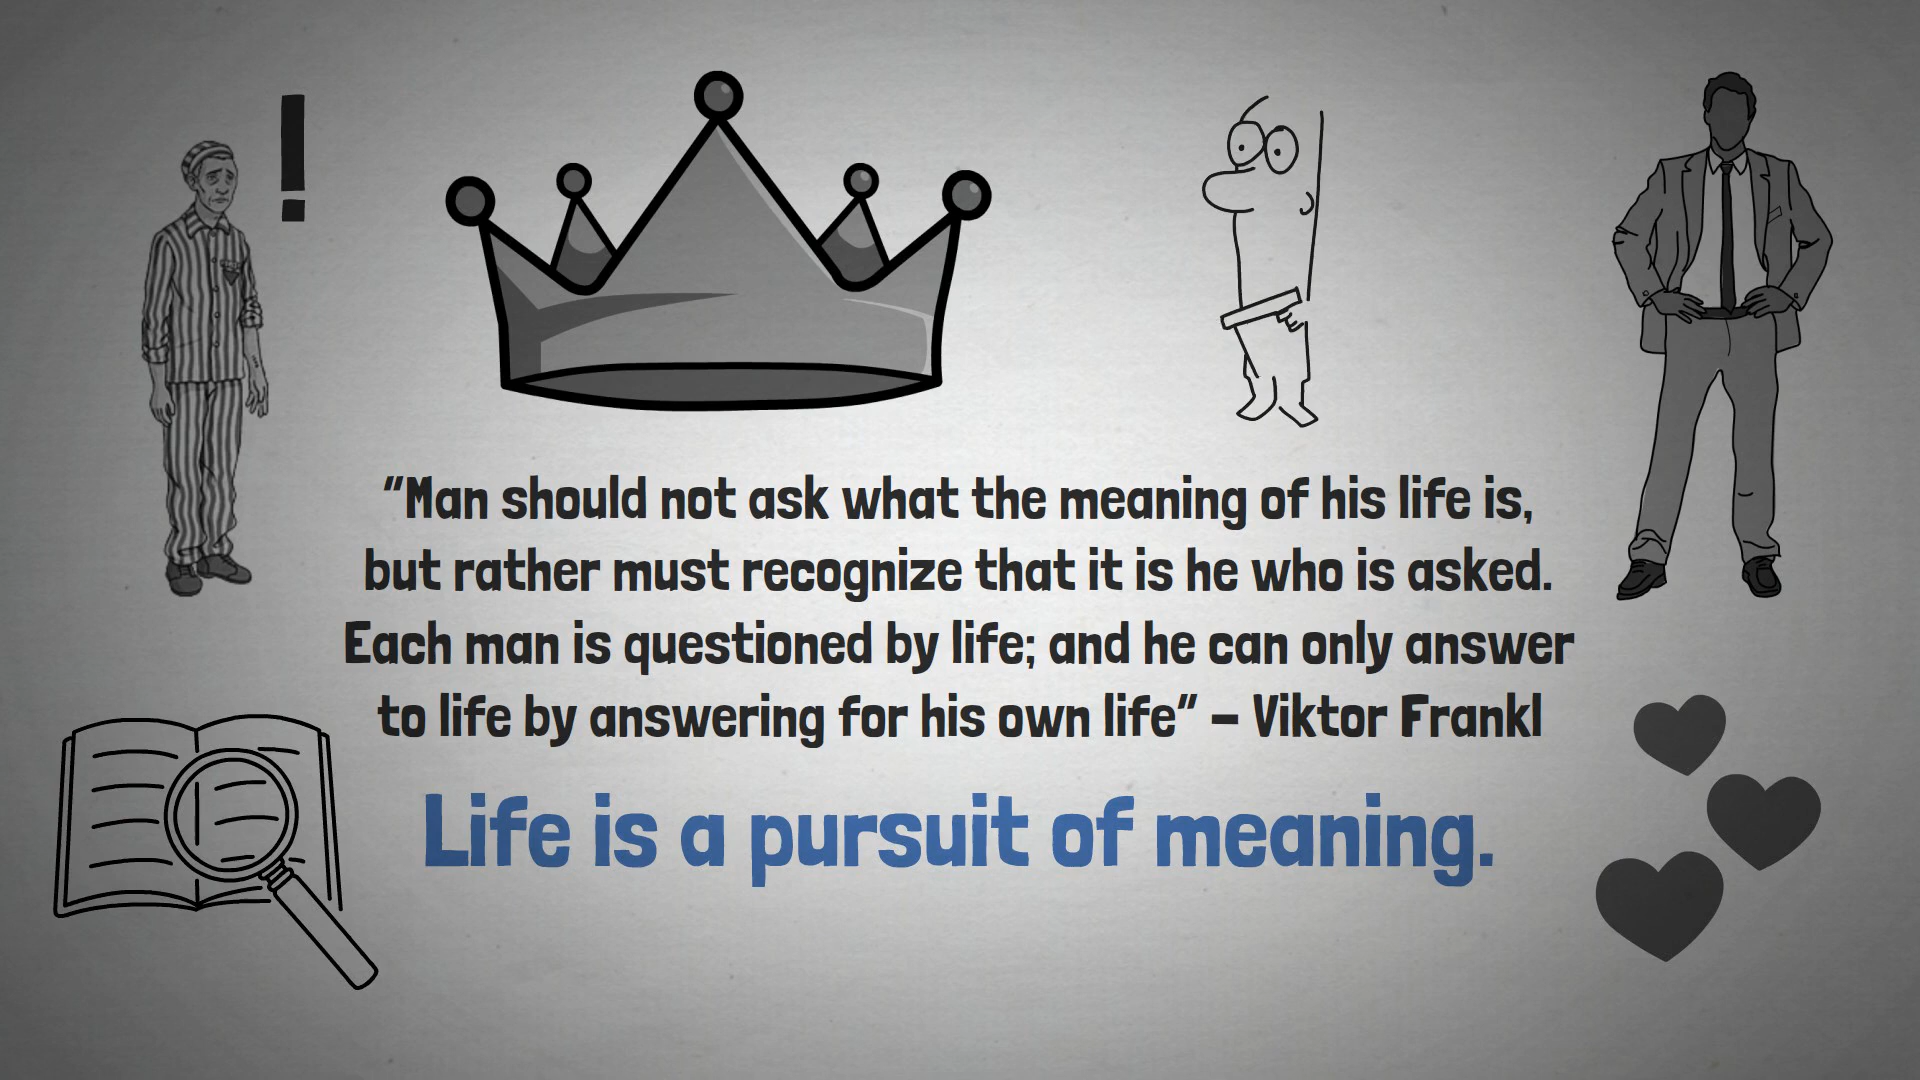 !
"Man should not ask what the meaning of his life is,
but rather must recognize that it is he who is asked.
Each man is questioned by life; and he can only answer
to life by answering for his own life" – Viktor Frankl
Life is a pursuit of meaning.